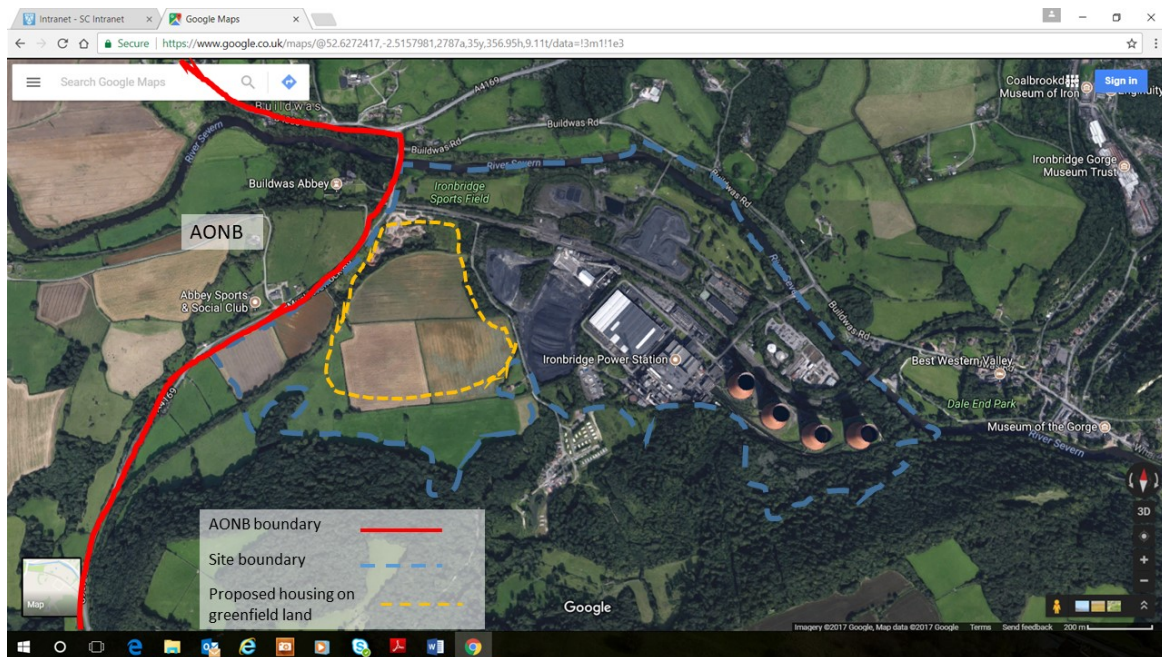 Intranet - SC Intranet
Google Maps
Secure
https://www.google.co.uk/maps/@52.6272417,-2.5157981,2787a,35y,356.95h,9.11t/data=!3m1!1e3
Search Google Maps
Sign in
A4169
Buildwas
Buildwas Rd
Buildwas Rd
River Severn
River Severn
Coalbrookd
Museum of Iron
Enginuity
Ironbridge Gorge
Museum Trust
Buildwas Abbey
Ironbridge
Sports Field
Buildwas Rd
AONB
Abbey Sports
& Social Club
Buildwas Rd
Ironbridge Power Station
Best Western Valley
Dale End Park
Museum of the Gorge
River Severn
A4169
AONB boundary
Site boundary
Proposed housing on
greenfield land
3D
Map
Google
Imagery ©2017 Google, Map data ©2017 Google
Terms
Send feedback
200 m